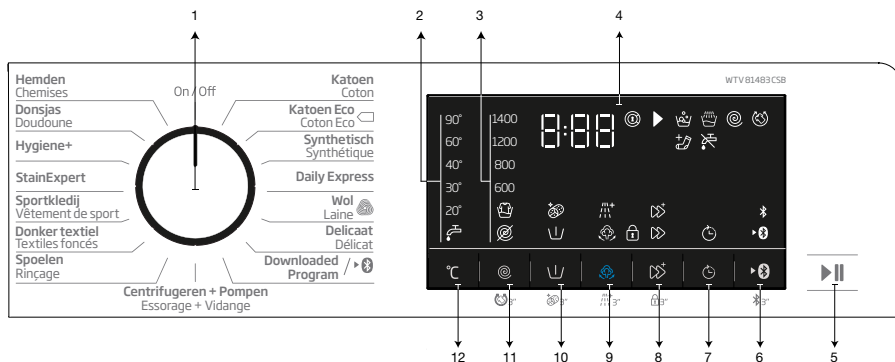 1
2
3
4
WTV 81483 CSB
On / Off
Hemden
Chemises
Donsjas
Doudoune
Hygiene+
StainExpert
Sportkledij
Vêtement de sport
Donker textiel
Textiles foncés
Spoelen
Rinçage
Centrifugeren + Pompen
Essorage + Vidange
Katoen
Coton
Katoen Eco
Coton Eco
Synthetisch
Synthétique
Daily Express
Wol
Laine
Delicaat
Délicat
Downloaded
Program /
90°
60°
40°
30°
20°
1400
1200
1000
800
600
8:88
°C
3"
3"
3"
3"
3"
12
11
10
9
8
7
6
5